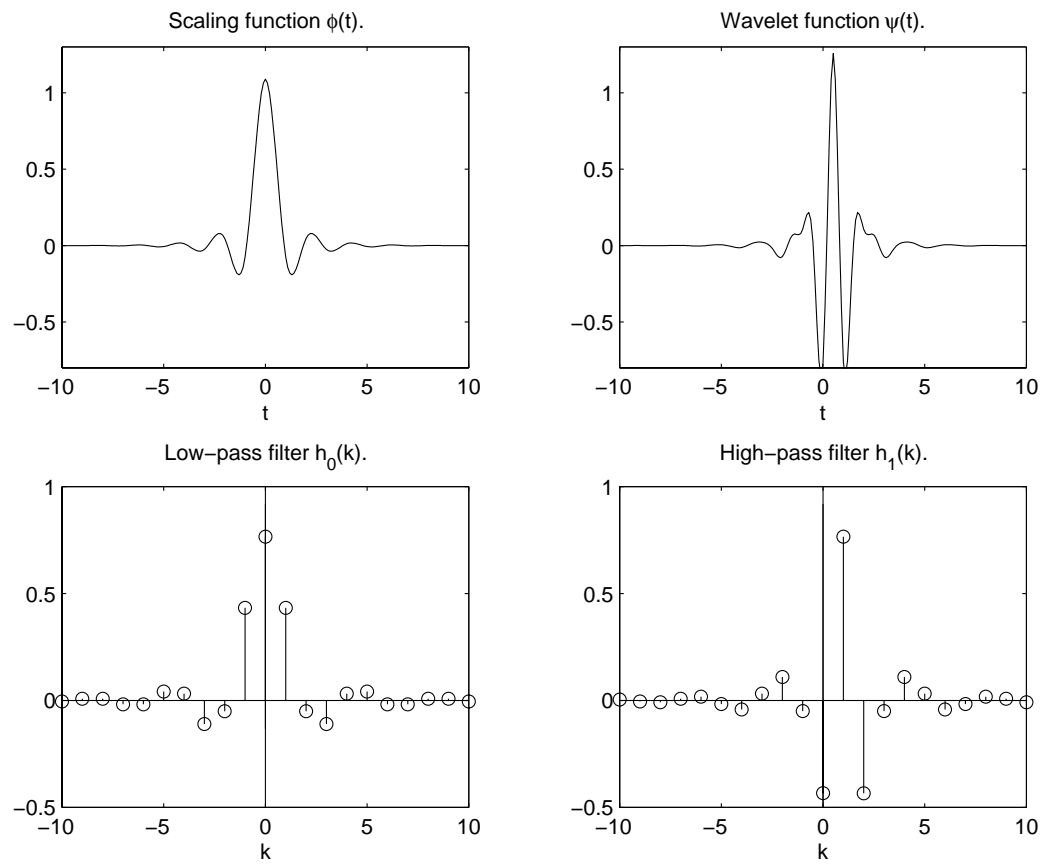 Scaling function φ(t).
1
0.5
0
−0.5
−10 −5 0 5 10
t
Wavelet function ψ(t).
1
0.5
0
−0.5
−10 −5 0 5 10
t
Low−pass filter h0(k).
1
0.5
0
−0.5
−10 −5 0 5 10
k
High−pass filter h1(k).
1
0.5
0
−0.5
−10 −5 0 5 10
k